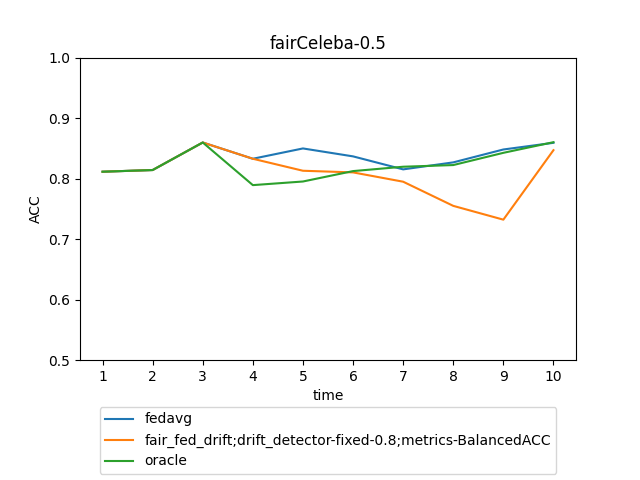 fairCeleba-0.5
1.0
0.9
0.8
0.7
0.6
0.5
ACC
1 2 3 4 5 6 7 8 9 10
time
fedavg
fair_fed_drift;drift_detector-fixed-0.8;metrics-BalancedACC
oracle